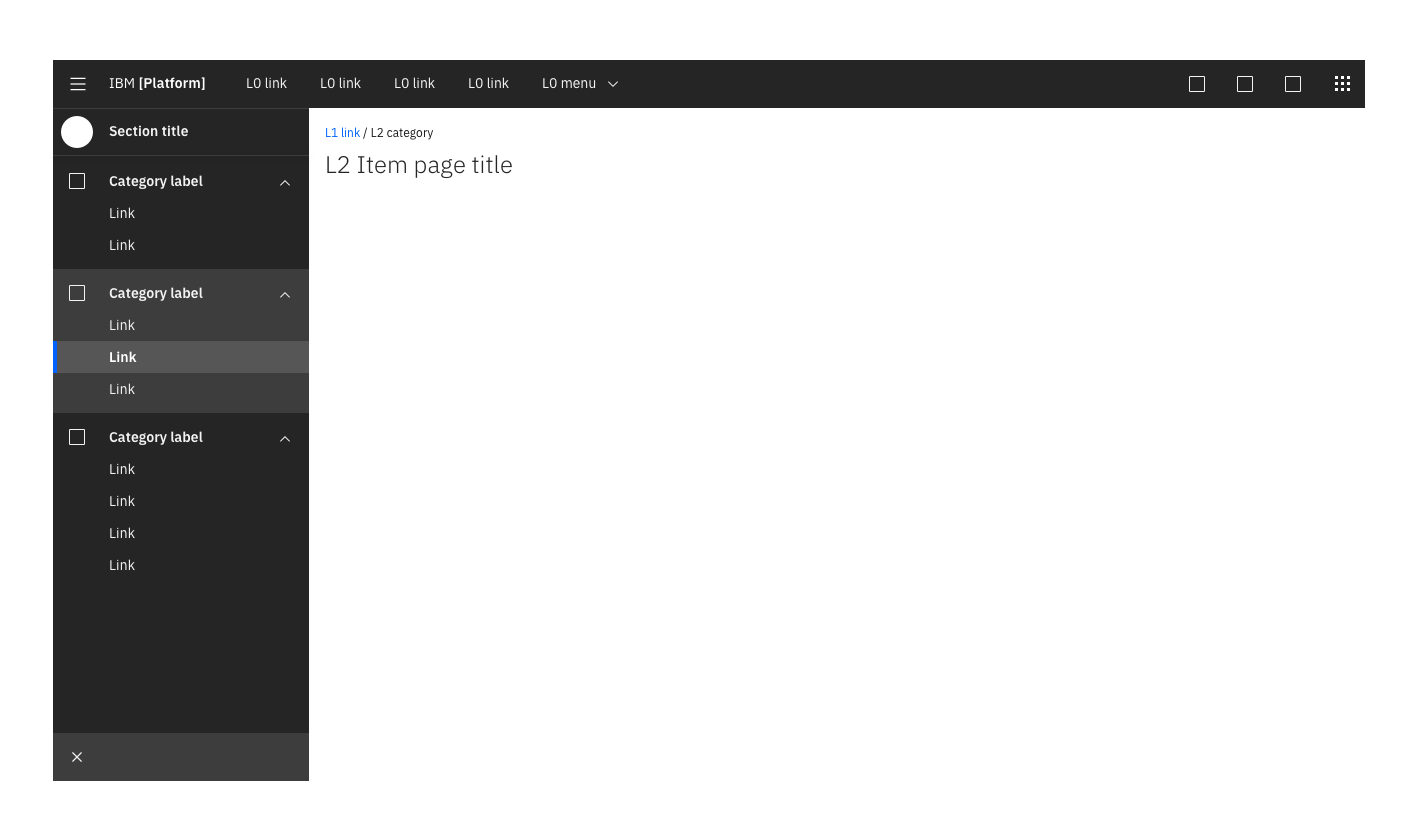 IBM [Platform] L0 link L0 link L0 link L0 link L0 menu
Section title
Category label
Link
Link
Category label
Link
Link
Link
Category label
Link
Link
Link
Link
L1 link / L2 category
L2 Item page title